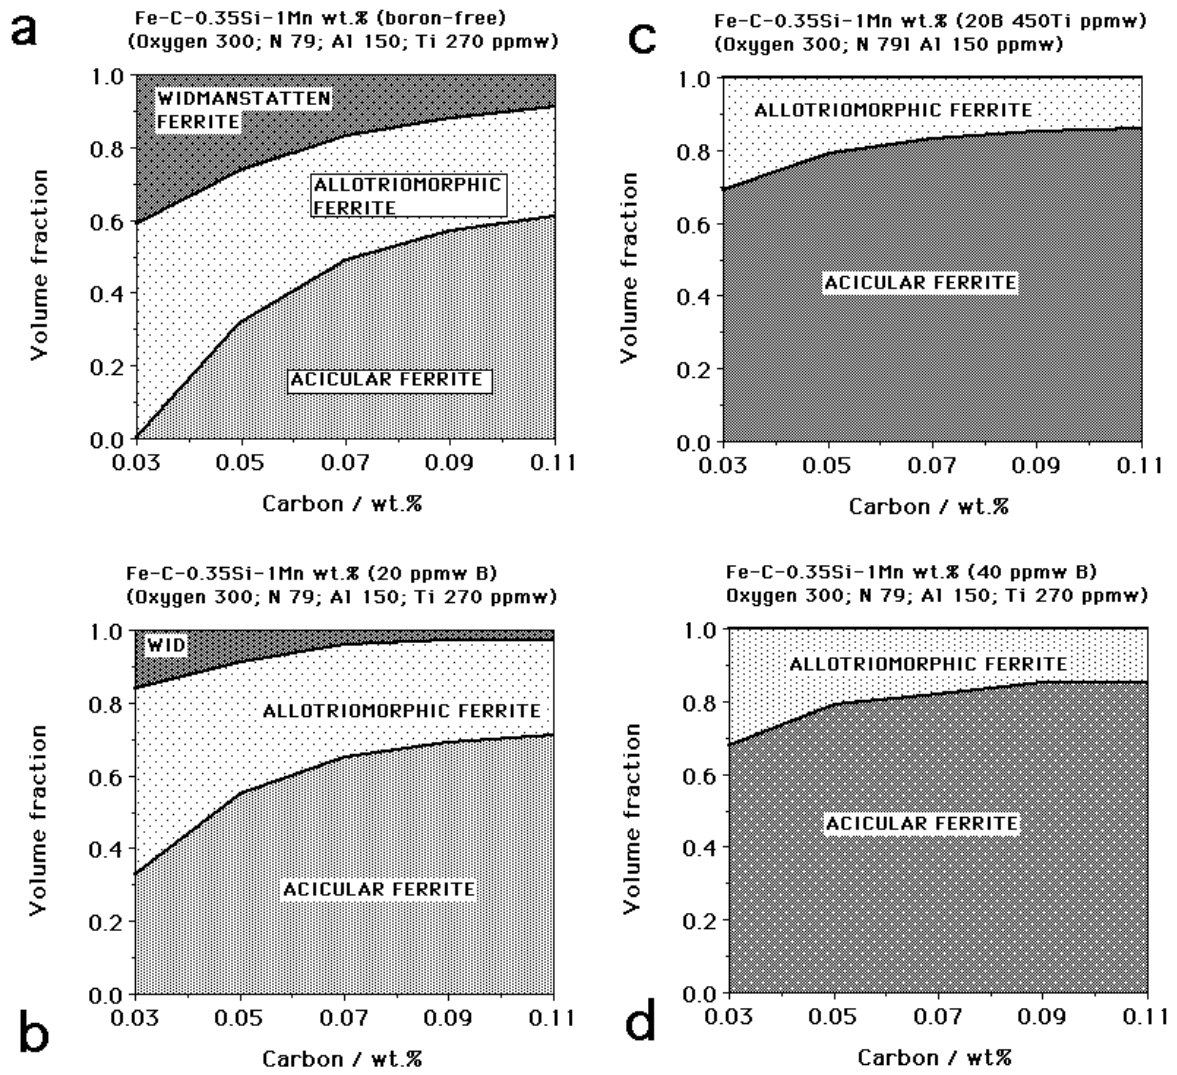 a
Fe-C-0.35Si-1Mn wt.% (boron-free)
(Oxygen 300; N 79; Al 150; Ti 270 ppmw)
1.0
0.8
0.6
0.4
0.2
0.0
Volume fraction
WIDMANSTATTEN
FERRITE
ALLOTRIOMORPHIC
FERRITE
ACICULAR FERRITE
0.03 0.05 0.07 0.09 0.11
Carbon / wt.%
c
Fe-C-0.35Si-1Mn wt.% (20B 450Ti ppmw)
(Oxygen 300; N 79I Al 150 ppmw)
1.0
0.8
0.6
0.4
0.2
0.0
Volume fraction
ALLOTRIOMORPHIC FERRITE
ACICULAR FERRITE
0.03 0.05 0.07 0.09 0.11
Carbon / wt.%
b
Fe-C-0.35Si-1Mn wt.% (20 ppmw B)
(Oxygen 300; N 79; Al 150; Ti 270 ppmw)
1.0
0.8
0.6
0.4
0.2
0.0
Volume fraction
WID
ALLOTRIOMORPHIC FERRITE
ACICULAR FERRITE
0.03 0.05 0.07 0.09 0.11
Carbon / wt.%
d
Fe-C-0.35Si-1Mn wt.% (40 ppmw B)
Oxygen 300; N 79; Al 150; Ti 270 ppmw)
1.0
0.8
0.6
0.4
0.2
0.0
Volume fraction
ALLOTRIOMORPHIC FERRITE
ACICULAR FERRITE
0.03 0.05 0.07 0.09 0.11
Carbon / wt.%